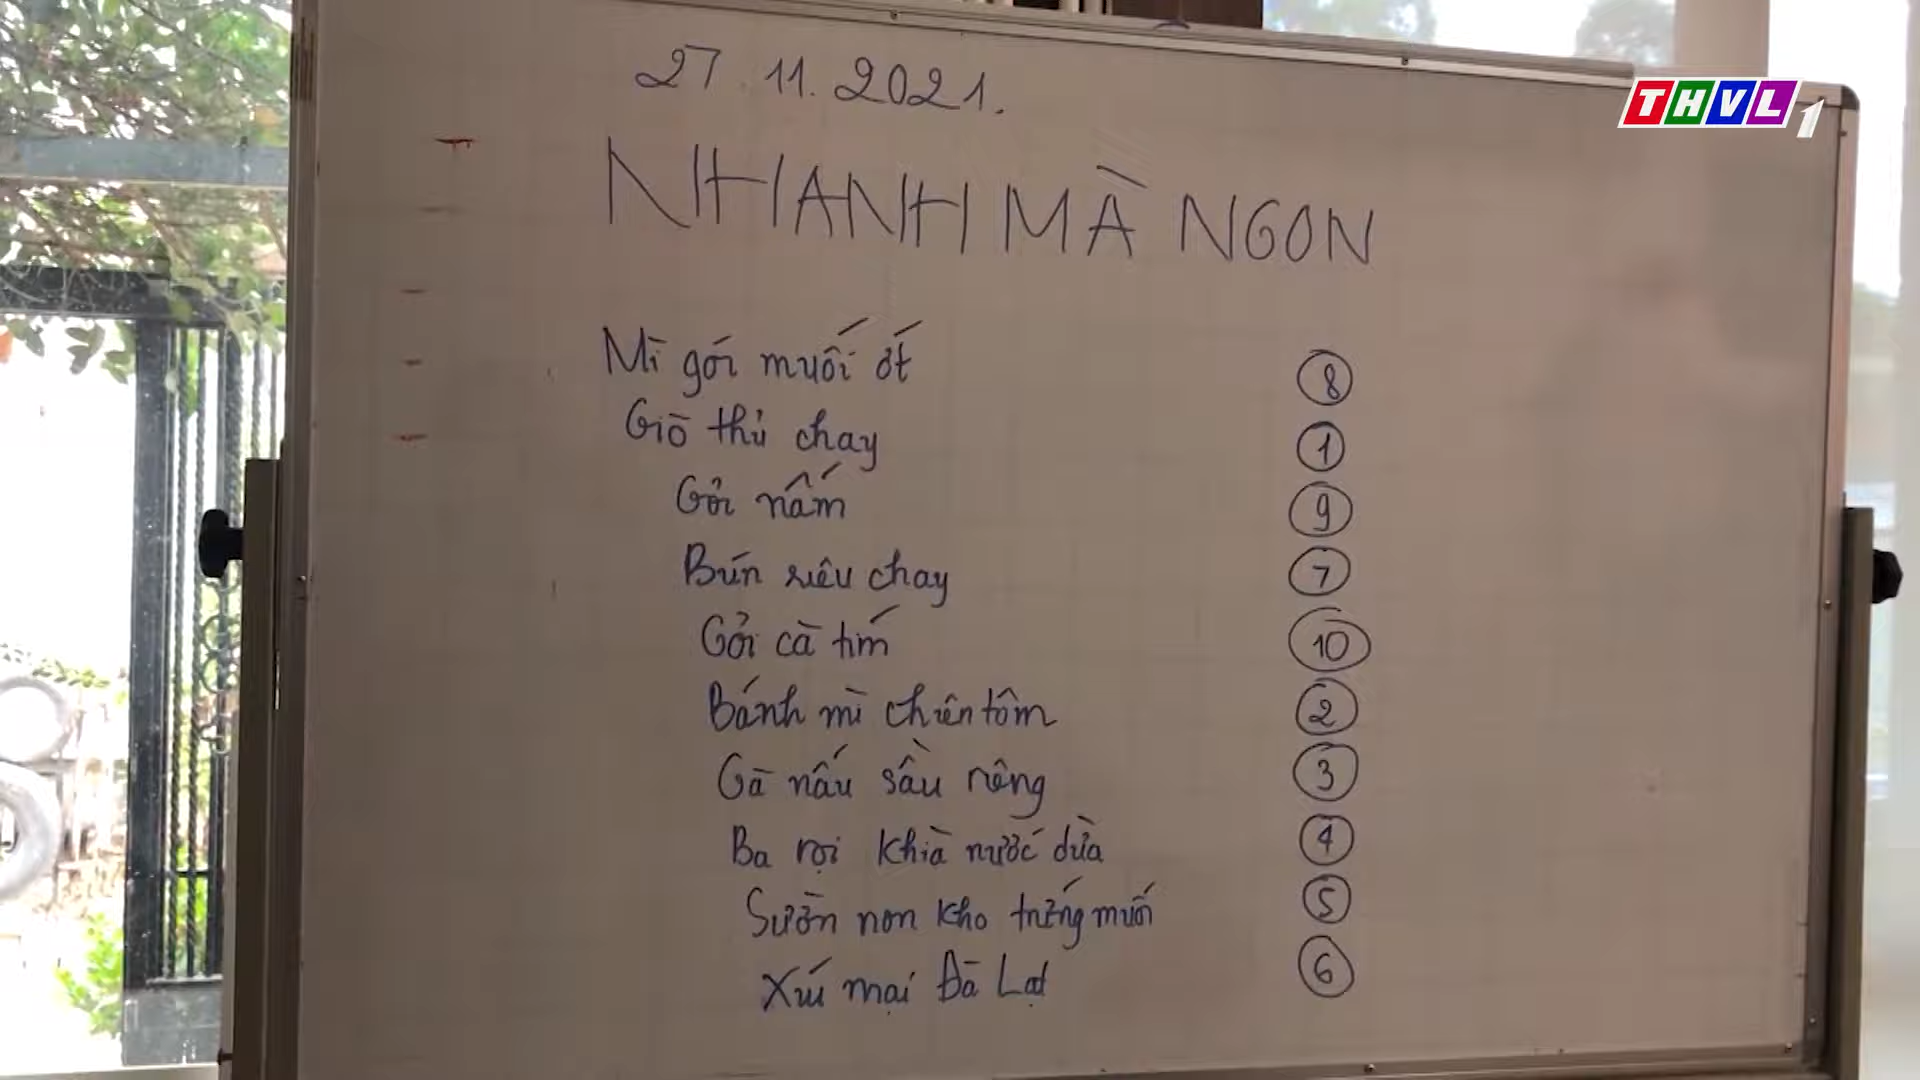 27.11.2021.
THVL1
NHANH MÀ NGON
Mì gói muối ớt 8
Giò thủ chay 1
Gỏi nấm 9
Bún riêu chay 7
Gỏi cà tím 10
Bánh mì chiên tôm 2
Gà nấu sầu riêng 3
Ba rọi khìa nước dừa 4
Sườn non kho trứng muối 5
Xíu mại Đà Lạt 6